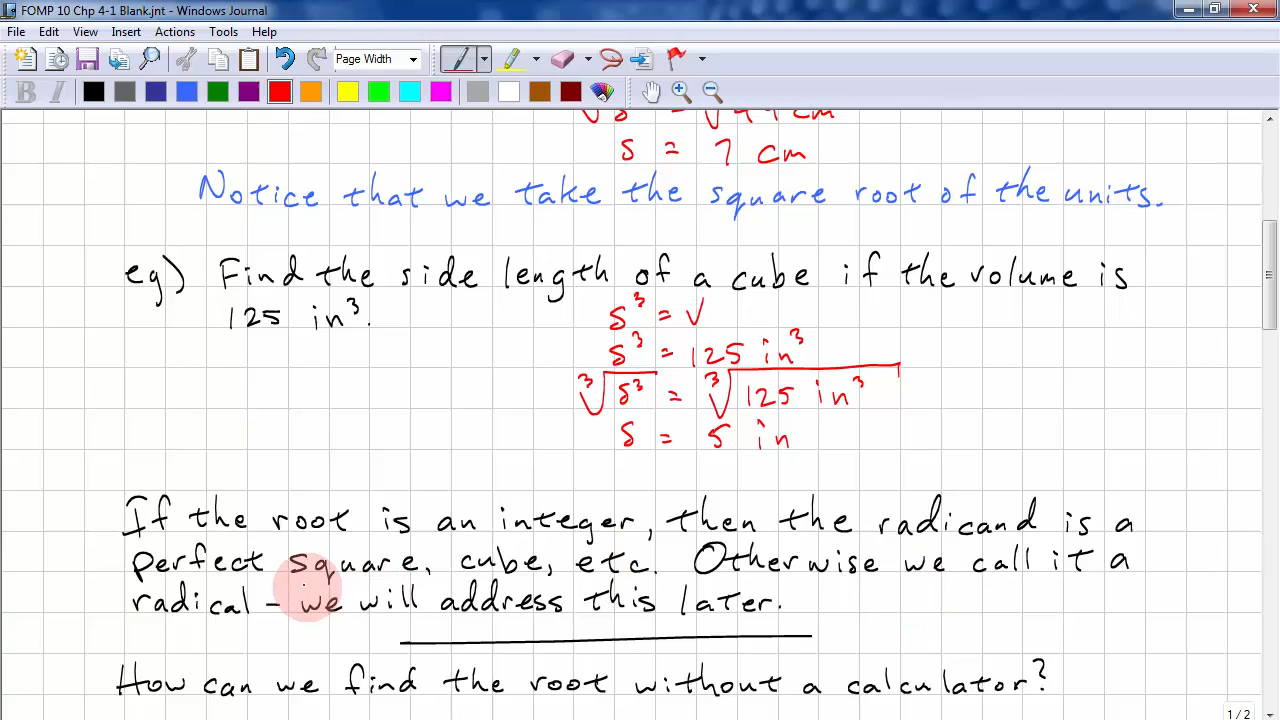 FOMP 10 Chp 4-1 Blank.jnt - Windows Journal
File Edit View Insert Actions Tools Help
Page Width
B I
s = 7 cm
Notice that we take the square root of the units.
eg) Find the side length of a cube if the volume is
125 in³.
s³ = V
s³ = 125 in³
∛s³ = ∛125 in³
s = 5 in
If the root is an integer, then the radicand is a
perfect square, cube, etc. Otherwise we call it a
radical - we will address this later.
How can we find the root without a calculator?
1/2